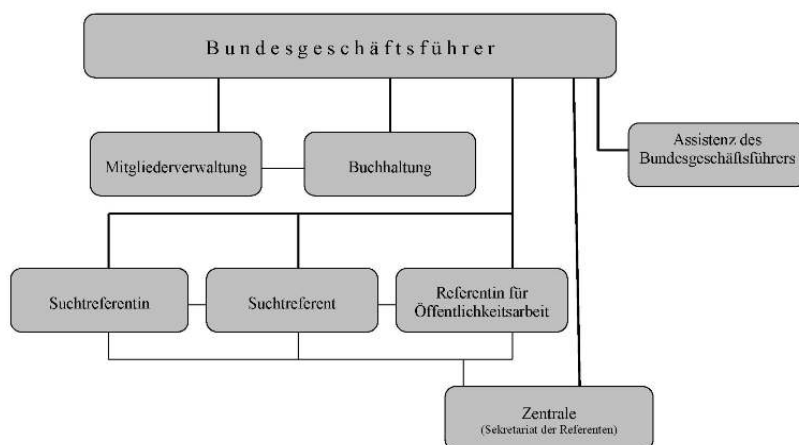 Bundesgeschäftsführer
Mitgliederverwaltung
Buchhaltung
Assistenz des
Bundesgeschäftsführers
Suchtreferentin
Suchtreferent
Referentin für
Öffentlichkeitsarbeit
Zentrale
(Sekretariat der Referenten)